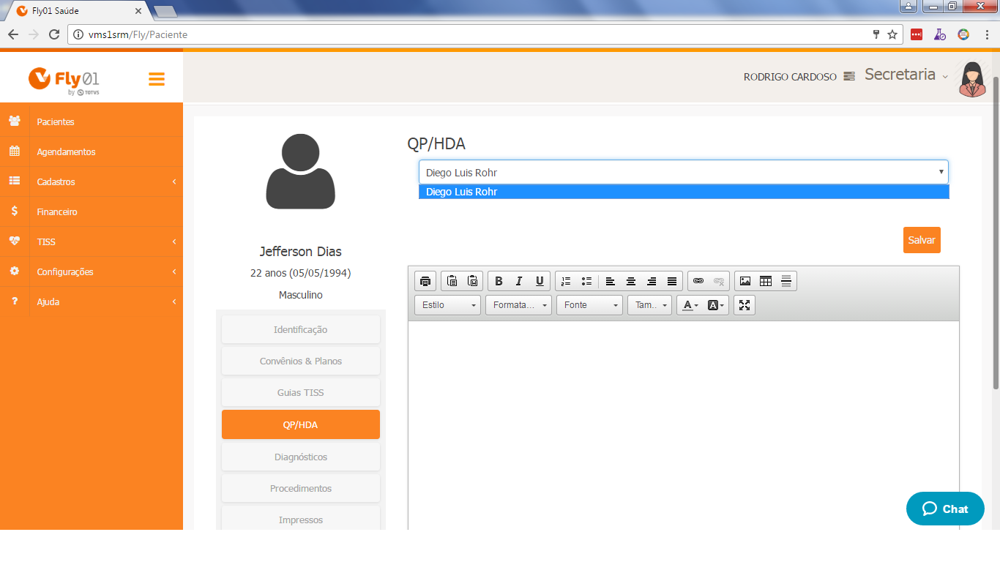 Fly01 Saúde
vms1srm/Fly/Paciente
Fly01
by TOTVS
RODRIGO CARDOSO
Secretaria
Pacientes
Agendamentos
Cadastros
Financeiro
TISS
Configurações
Ajuda
Jefferson Dias
22 anos (05/05/1994)
Masculino
Identificação
Convênios & Planos
Guias TISS
QP/HDA
Diagnósticos
Procedimentos
Impressos
QP/HDA
Diego Luis Rohr
Diego Luis Rohr
Salvar
B I U
Estilo Formata... Fonte Tam.. A A
Chat